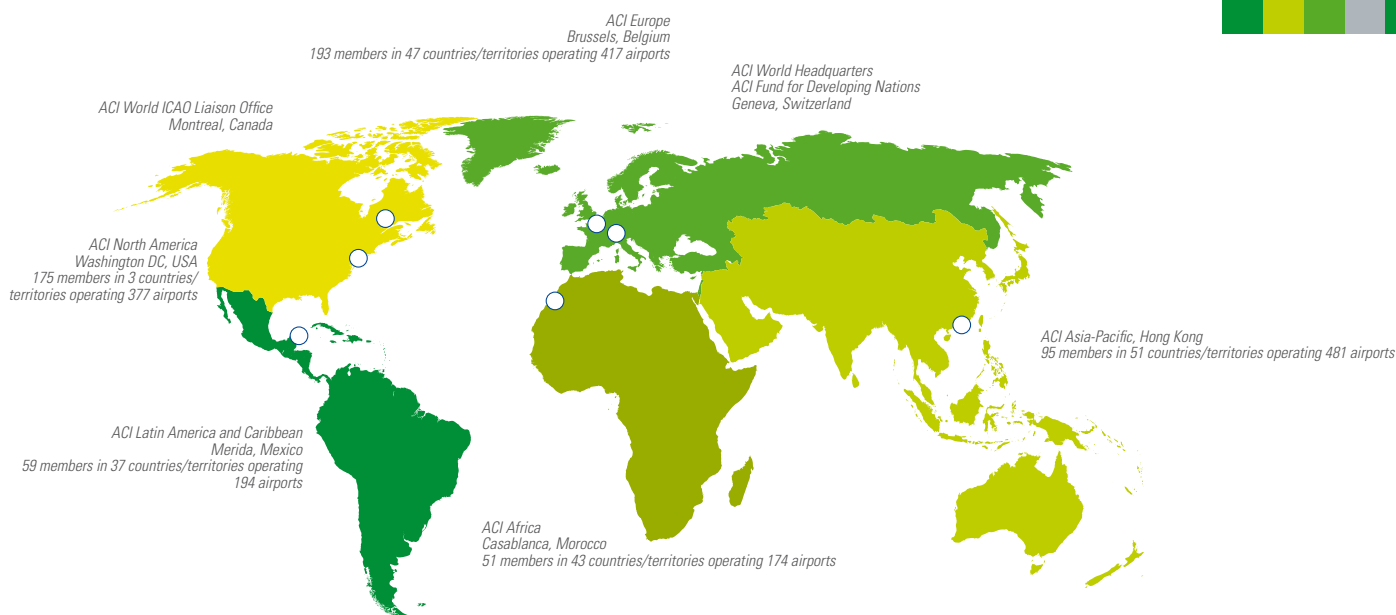 ACI Europe
Brussels, Belgium
193 members in 47 countries/territories operating 417 airports
ACI World Headquarters
ACI Fund for Developing Nations
Geneva, Switzerland
ACI World ICAO Liaison Office
Montreal, Canada
ACI North America
Washington DC, USA
175 members in 3 countries/
territories operating 377 airports
ACI Asia-Pacific, Hong Kong
95 members in 51 countries/territories operating 481 airports
ACI Latin America and Caribbean
Merida, Mexico
59 members in 37 countries/territories operating
194 airports
ACI Africa
Casablanca, Morocco
51 members in 43 countries/territories operating 174 airports